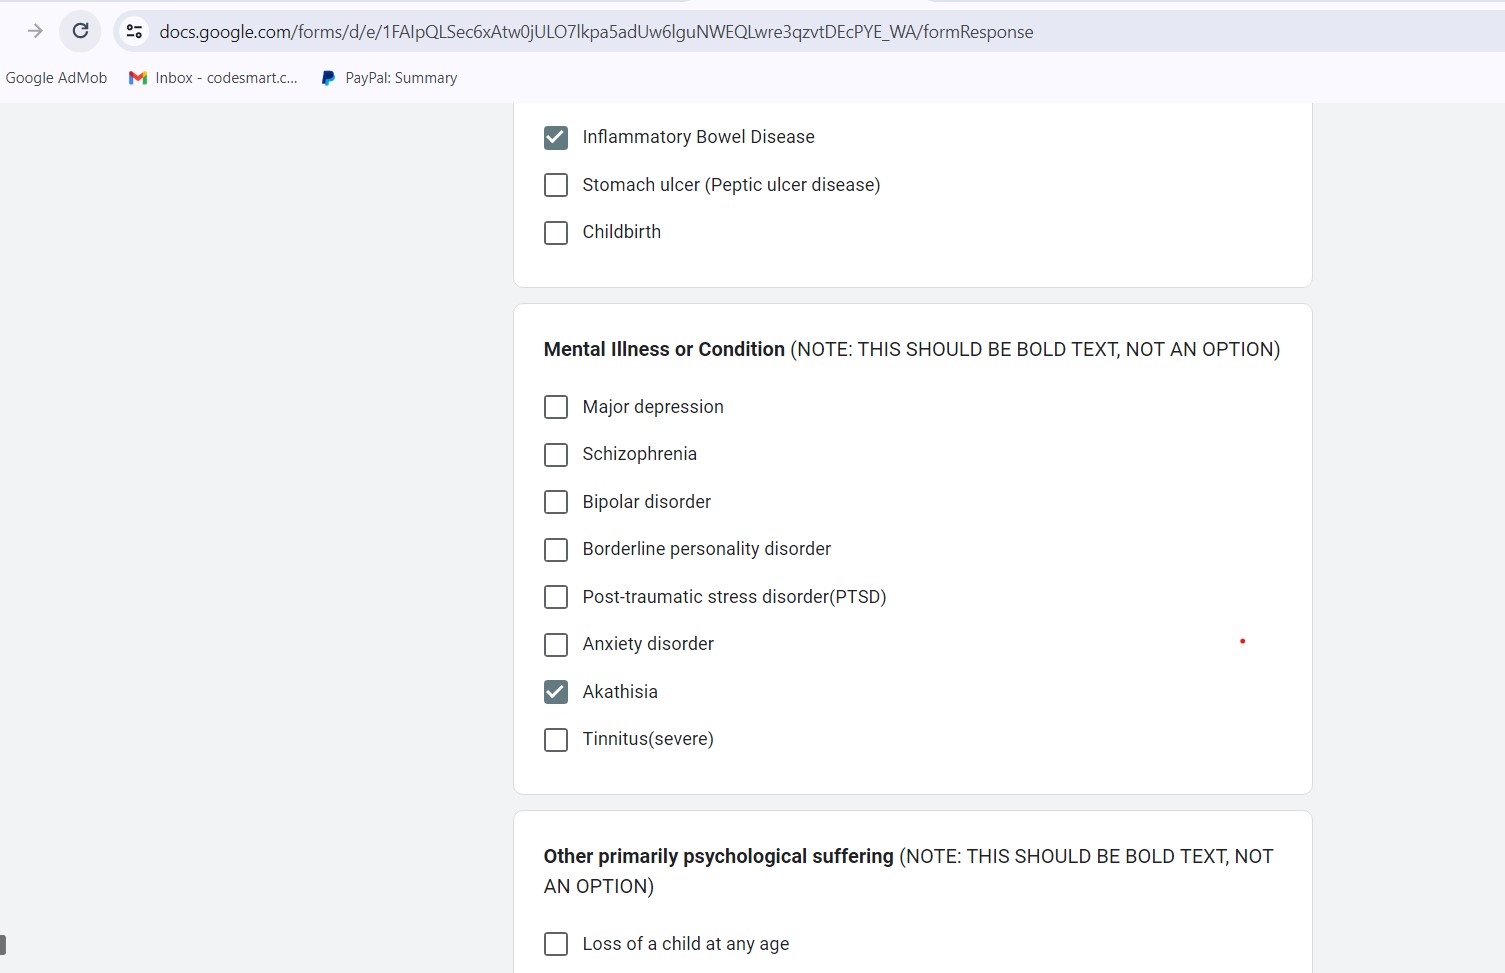 docs.google.com/forms/d/e/1FAIpQLSec6xAtw0jULO7lkpa5adUw6lguNWEQLwre3qzvtDEcPYE_WA/formResponse
Google AdMob
Inbox - codesmart.c...
PayPal: Summary
Inflammatory Bowel Disease
Stomach ulcer (Peptic ulcer disease)
Childbirth
Mental Illness or Condition (NOTE: THIS SHOULD BE BOLD TEXT, NOT AN OPTION)
Major depression
Schizophrenia
Bipolar disorder
Borderline personality disorder
Post-traumatic stress disorder(PTSD)
Anxiety disorder
Akathisia
Tinnitus(severe)
Other primarily psychological suffering (NOTE: THIS SHOULD BE BOLD TEXT, NOT
AN OPTION)
Loss of a child at any age